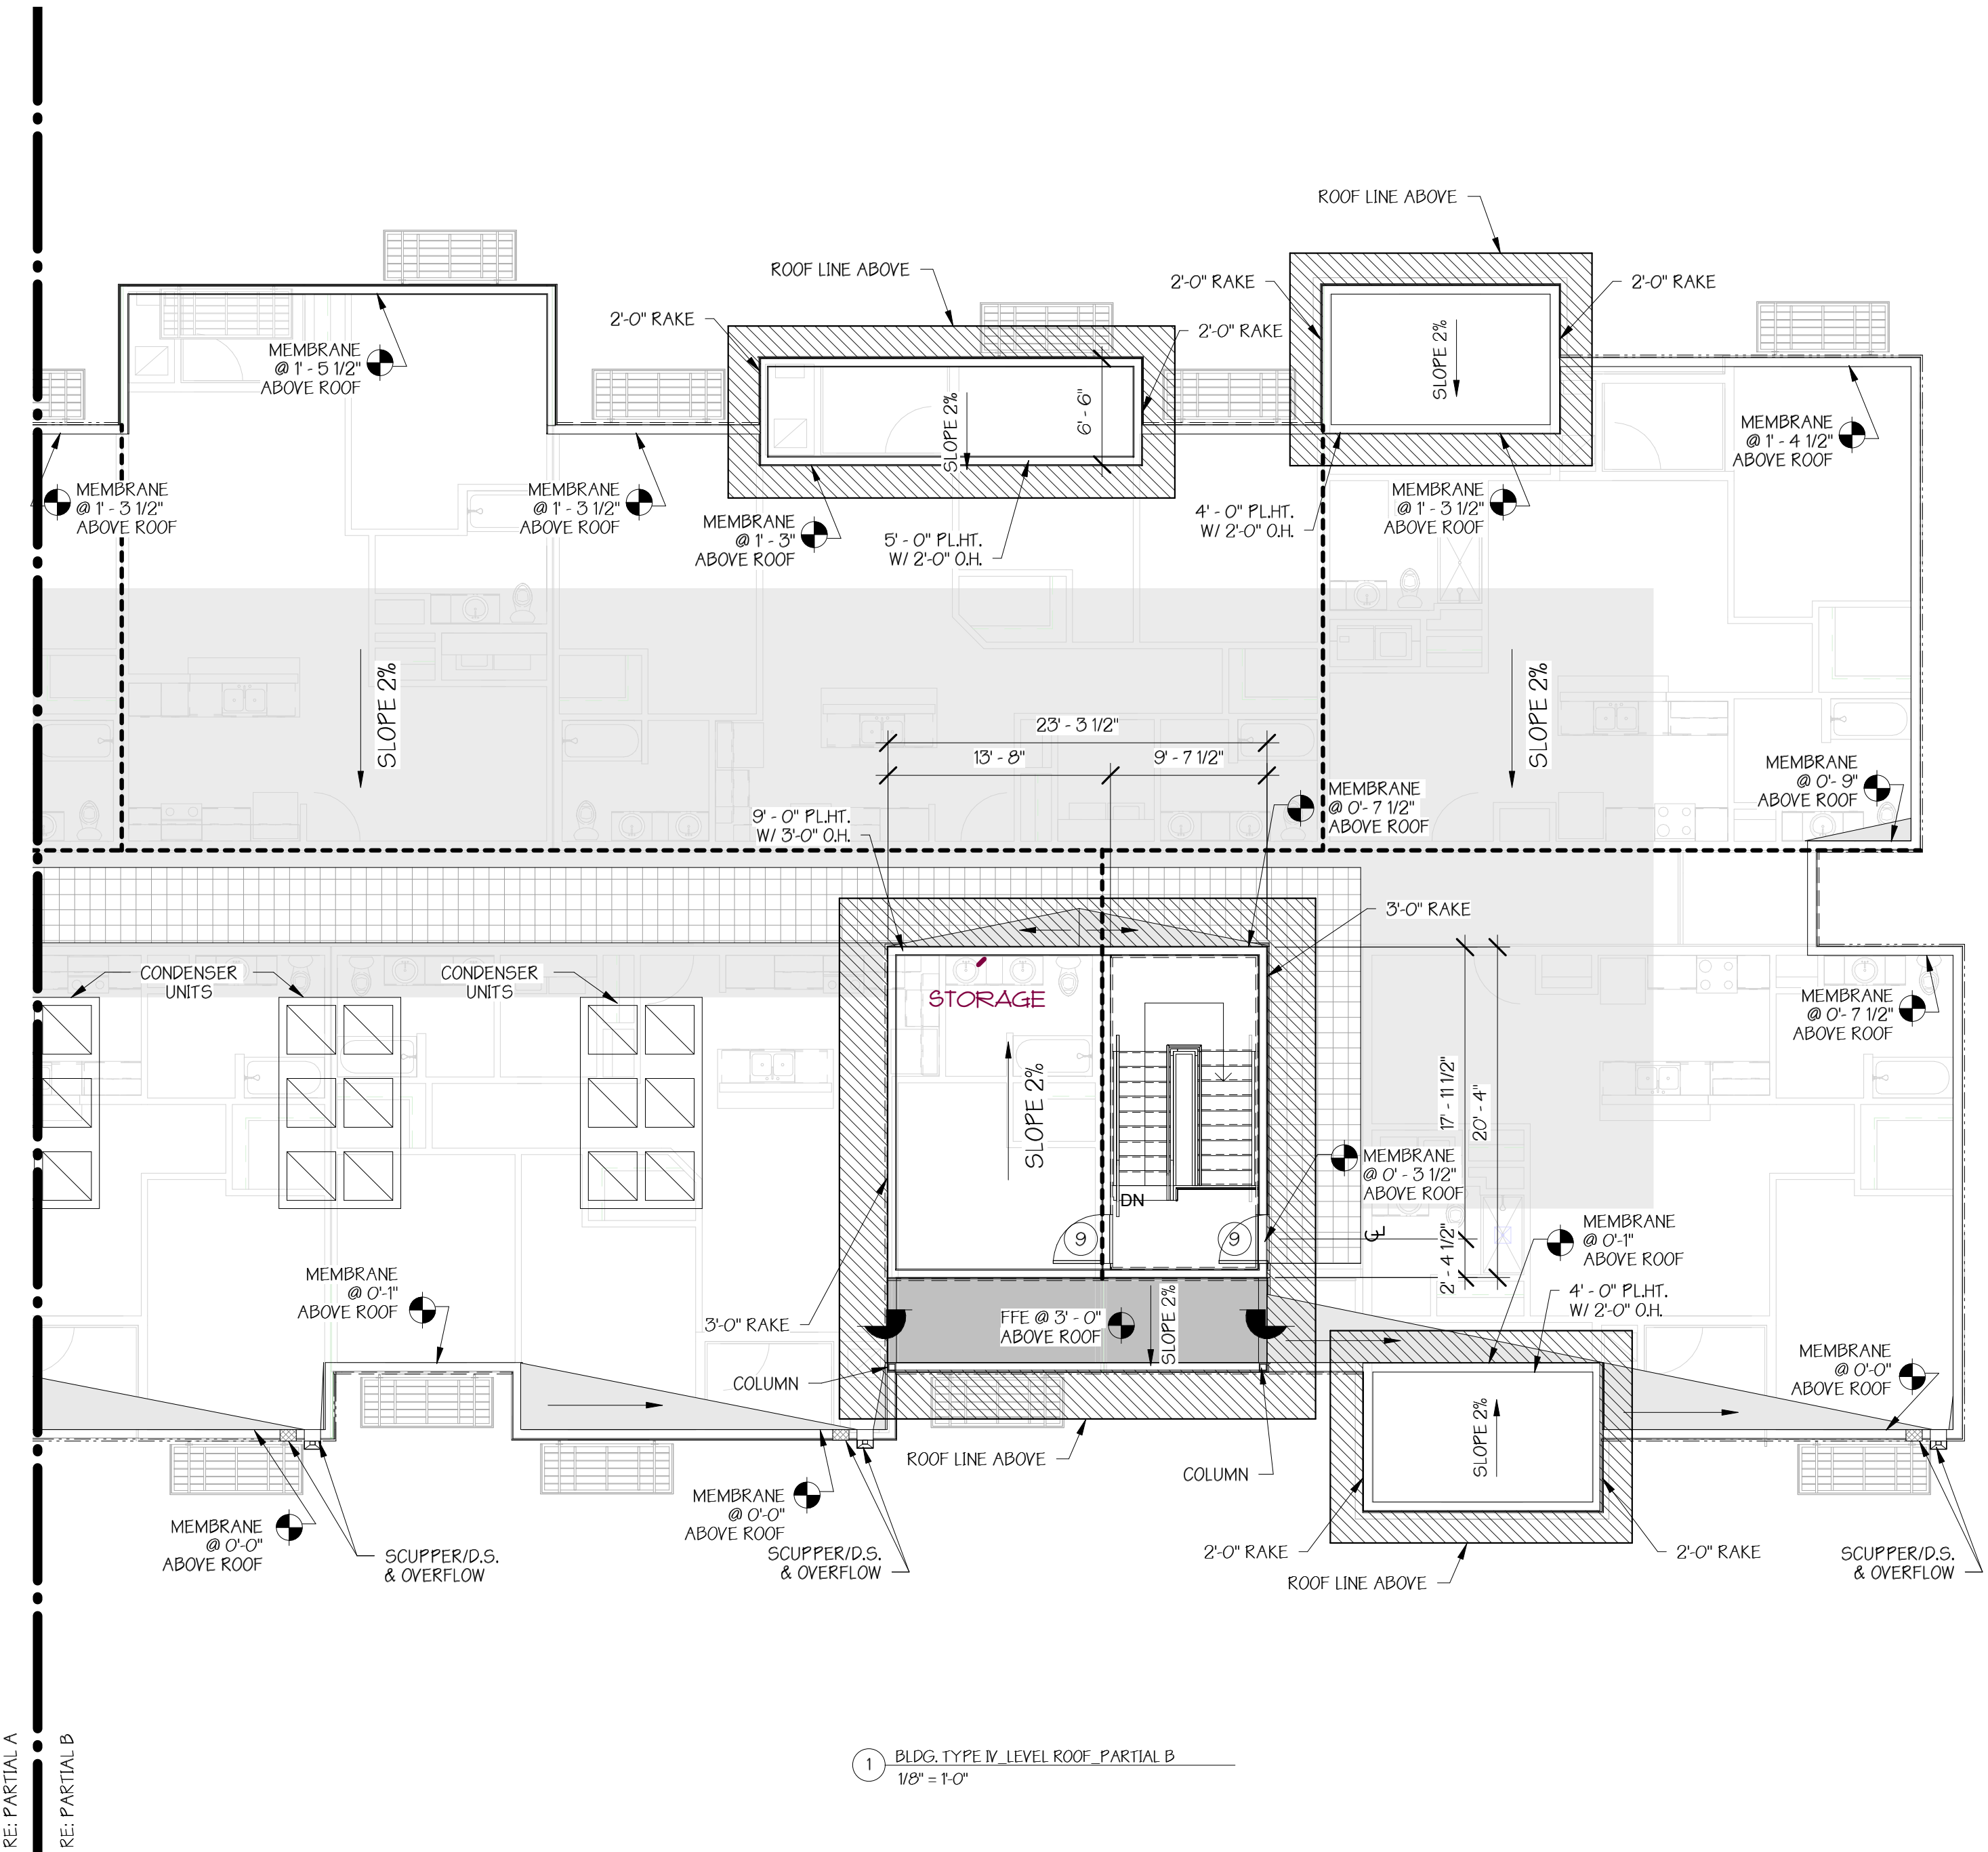 ROOF LINE ABOVE
ROOF LINE ABOVE
2'-0" RAKE
2'-0" RAKE
2'-0" RAKE
2'-0" RAKE
SLOPE 2%
MEMBRANE
@ 1' - 5 1/2"
ABOVE ROOF
SLOPE 2%
6' - 6"
MEMBRANE
@ 1' - 4 1/2"
ABOVE ROOF
MEMBRANE
@ 1' - 3 1/2"
ABOVE ROOF
MEMBRANE
@ 1' - 3 1/2"
ABOVE ROOF
MEMBRANE
@ 1' - 3"
ABOVE ROOF
5' - 0" PL.HT.
W/ 2'-0" O.H.
4' - 0" PL.HT.
W/ 2'-0" O.H.
MEMBRANE
@ 1' - 3 1/2"
ABOVE ROOF
SLOPE 2%
SLOPE 2%
23' - 3 1/2"
13' - 8"
9' - 7 1/2"
MEMBRANE
@ 0'- 9"
ABOVE ROOF
MEMBRANE
@ 0'- 7 1/2"
ABOVE ROOF
9' - 0" PL.HT.
W/ 3'-0" O.H.
3'-0" RAKE
CONDENSER
UNITS
CONDENSER
UNITS
STORAGE
MEMBRANE
@ 0'- 7 1/2"
ABOVE ROOF
SLOPE 2%
17' - 11 1/2"
20' - 4"
MEMBRANE
@ 0' - 3 1/2"
ABOVE ROOF
DN
9
9
CL
2' - 4 1/2"
MEMBRANE
@ 0'-1"
ABOVE ROOF
MEMBRANE
@ 0'-1"
ABOVE ROOF
4' - 0" PL.HT.
W/ 2'-0" O.H.
3'-0" RAKE
FFE @ 3' - 0"
ABOVE ROOF
SLOPE 2%
MEMBRANE
@ 0'-0"
ABOVE ROOF
COLUMN
SLOPE 2%
ROOF LINE ABOVE
COLUMN
MEMBRANE
@ 0'-0"
ABOVE ROOF
MEMBRANE
@ 0'-0"
ABOVE ROOF
SCUPPER/D.S.
& OVERFLOW
SCUPPER/D.S.
& OVERFLOW
2'-0" RAKE
2'-0" RAKE
SCUPPER/D.S.
& OVERFLOW
ROOF LINE ABOVE
RE: PARTIAL A
RE: PARTIAL B
1
BLDG. TYPE IV_LEVEL ROOF_PARTIAL B
1/8" = 1'-0"